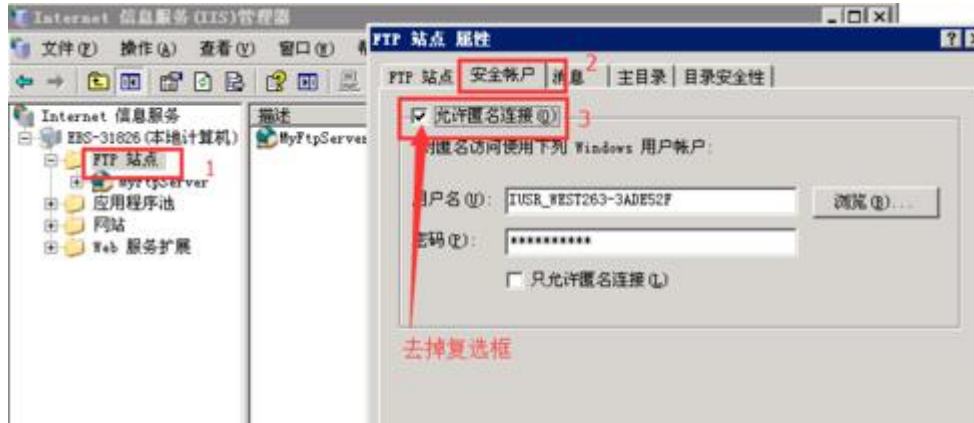 Internet 信息服务(IIS)管理器
文件(F) 操作(A) 查看(V) 窗口(W)
Internet 信息服务
EBS-31826(本地计算机)
FTP 站点
1
MyFtpServer
应用程序池
网站
Web 服务扩展
描述
MyFtpServer
FTP 站点 属性
FTP 站点 安全帐户 消息 主目录 目录安全性
2
允许匿名连接(O)
3
匿名访问使用下列 Windows 用户帐户:
用户名(U): IUSR_WEST263-3ADE52F 浏览(B)...
密码(P): **********
只允许匿名连接(L)
去掉复选框